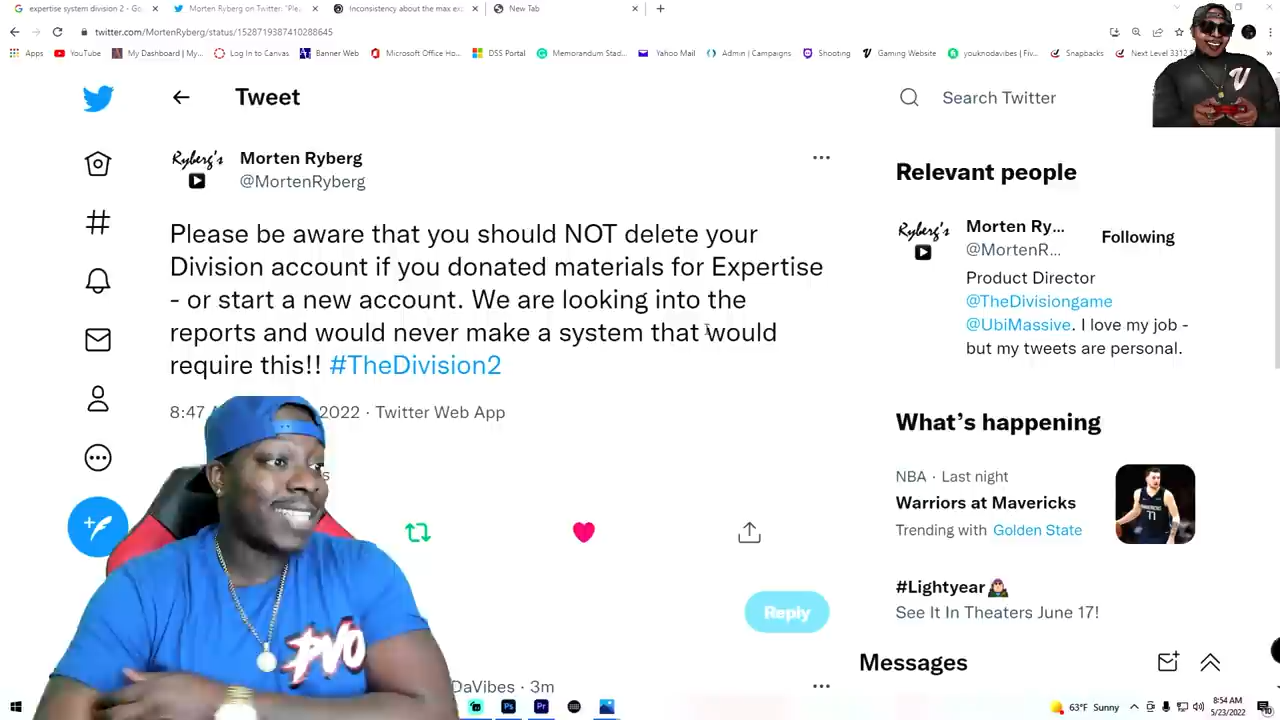 expertise system division 2 - Go
Morten Ryberg on Twitter: "Plea
Inconsistency about the max ex
New Tab
twitter.com/MortenRyberg/status/1528719387410288645
Apps
YouTube
My Dashboard | My...
Log In to Canvas
Banner Web
Microsoft Office Ho...
DSS Portal
Memorandum Stad...
Yahoo Mail
Admin | Campaigns
Shooting
Gaming Website
youknodavibes | Fiv...
Snapbacks
Next Level 3312 S
Tweet
Search Twitter
Ryberg's
Morten Ryberg
@MortenRyberg
Please be aware that you should NOT delete your
Division account if you donated materials for Expertise
- or start a new account. We are looking into the
reports and would never make a system that would
require this!! #TheDivision2
8:47
2022 · Twitter Web App
Reply
DaVibes · 3m
Relevant people
Ryberg's
Morten Ry...
@MortenR...
Following
Product Director
@TheDivisiongame
@UbiMassive. I love my job -
but my tweets are personal.
What's happening
NBA · Last night
Warriors at Mavericks
Trending with Golden State
#Lightyear
See It In Theaters June 17!
Messages
PVO
63°F Sunny
8:54 AM
5/23/2022